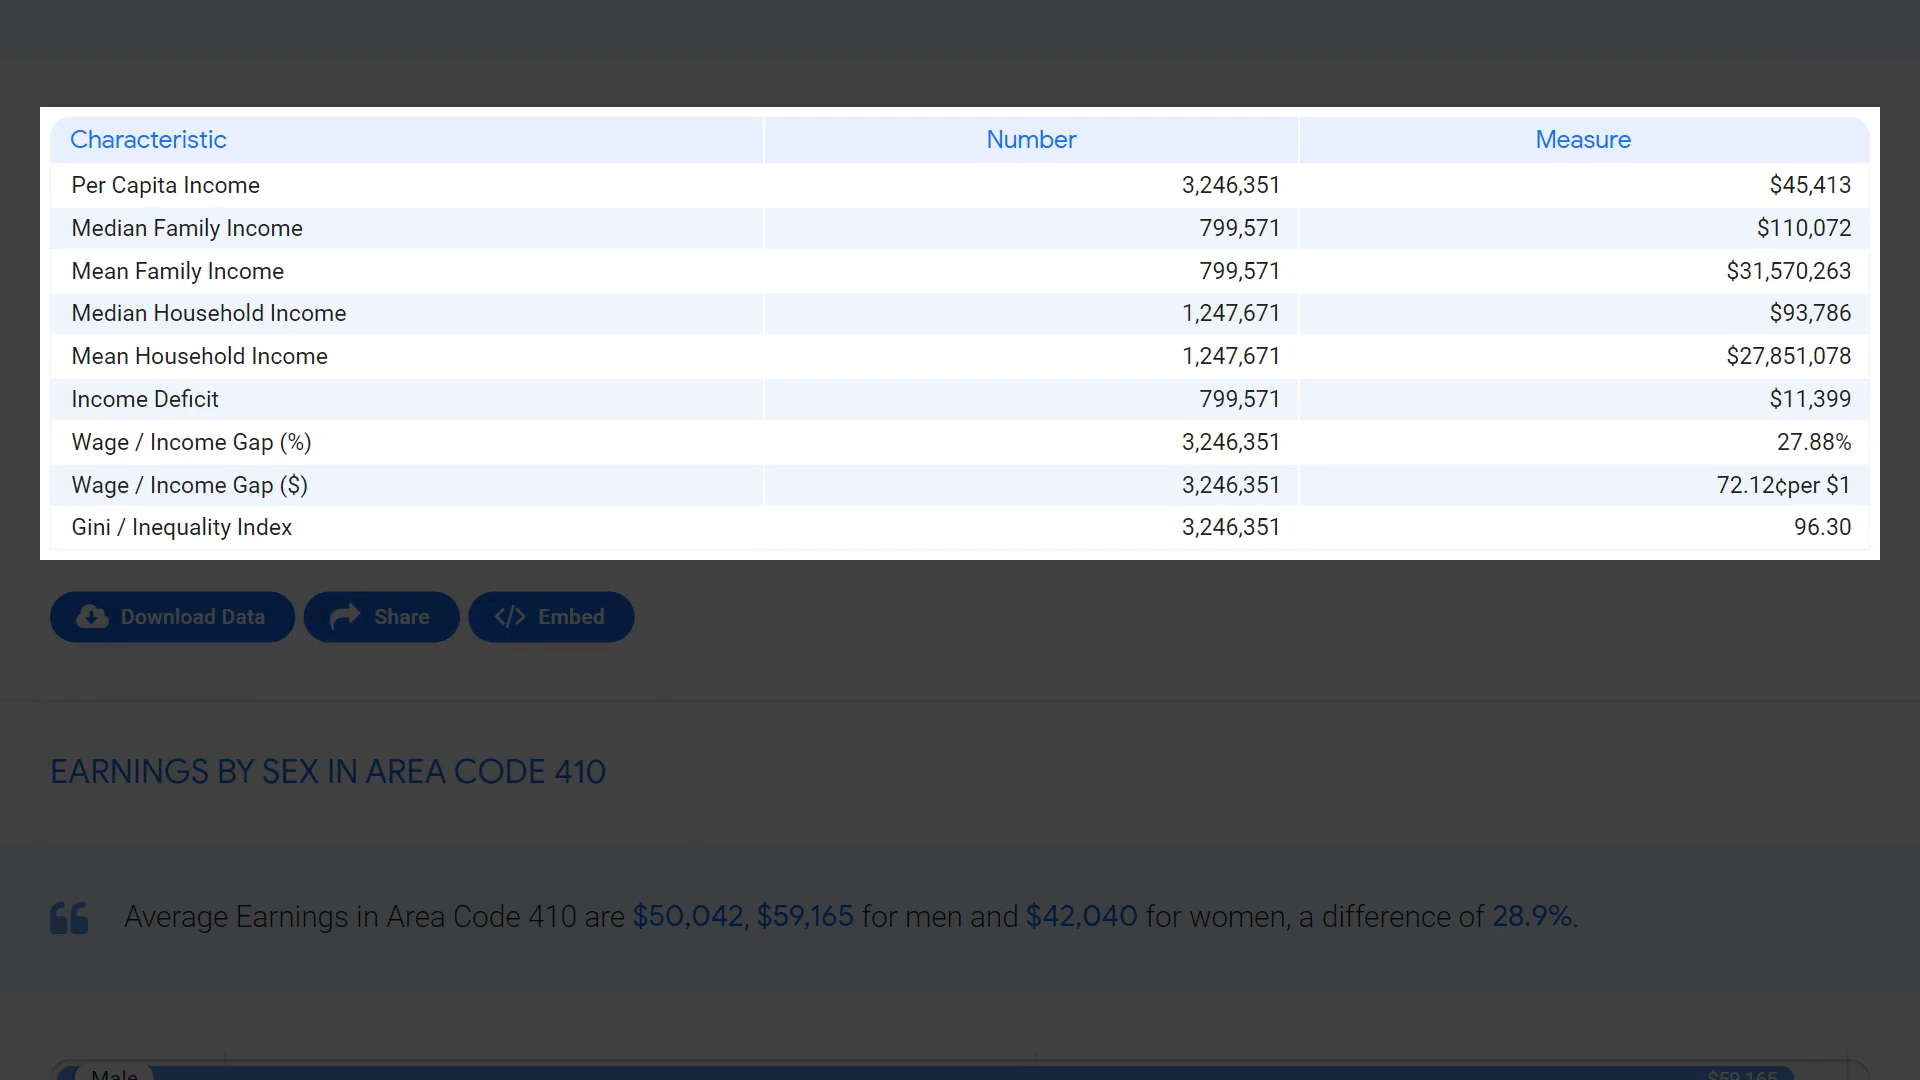 Characteristic Number Measure
Per Capita Income 3,246,351 $45,413
Median Family Income 799,571 $110,072
Mean Family Income 799,571 $31,570,263
Median Household Income 1,247,671 $93,786
Mean Household Income 1,247,671 $27,851,078
Income Deficit 799,571 $11,399
Wage / Income Gap (%) 3,246,351 27.88%
Wage / Income Gap ($) 3,246,351 72.12¢per $1
Gini / Inequality Index 3,246,351 96.30
Download Data Share Embed
EARNINGS BY SEX IN AREA CODE 410
Average Earnings in Area Code 410 are $50,042, $59,165 for men and $42,040 for women, a difference of 28.9%.
Male $59,165